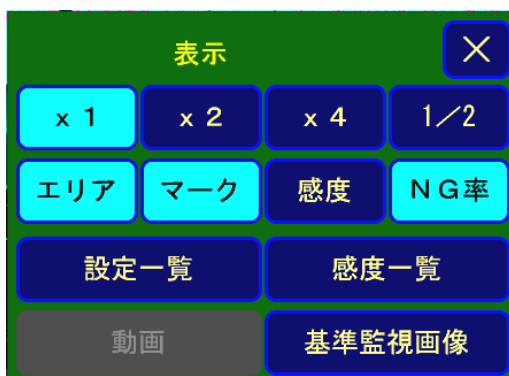 表示 ×
x 1 x 2 x 4 1／2
エリア マーク 感度 ＮＧ率
設定一覧 感度一覧
動画 基準監視画像